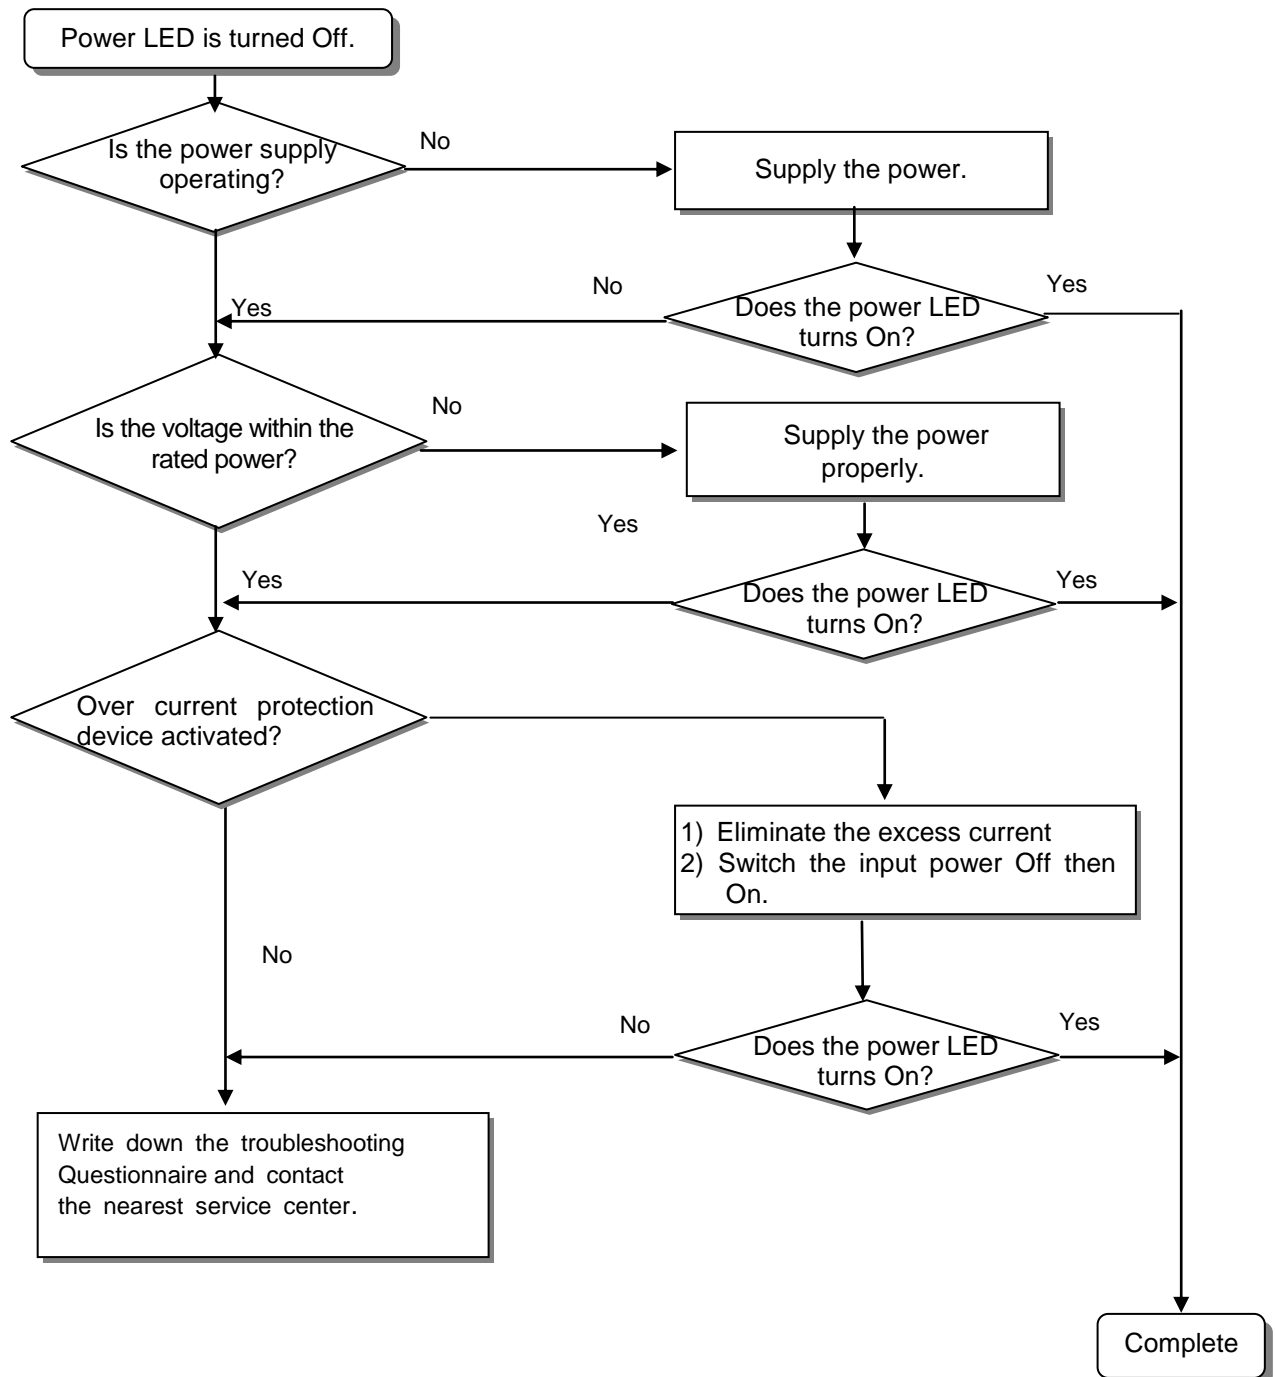 Power LED is turned Off.
Is the power supply
operating?
No
Supply the power.
Yes
No
Does the power LED
turns On?
Yes
Is the voltage within the
rated power?
No
Supply the power
properly.
Yes
Yes
Does the power LED
turns On?
Yes
Over current protection
device activated?
1) Eliminate the excess current
2) Switch the input power Off then
On.
No
No
Does the power LED
turns On?
Yes
Write down the troubleshooting
Questionnaire and contact
the nearest service center.
Complete